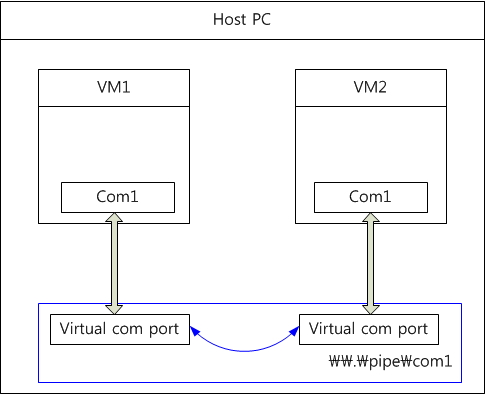 Host PC
VM1
VM2
Com1
Com1
Virtual com port
Virtual com port
₩₩.₩pipe₩com1